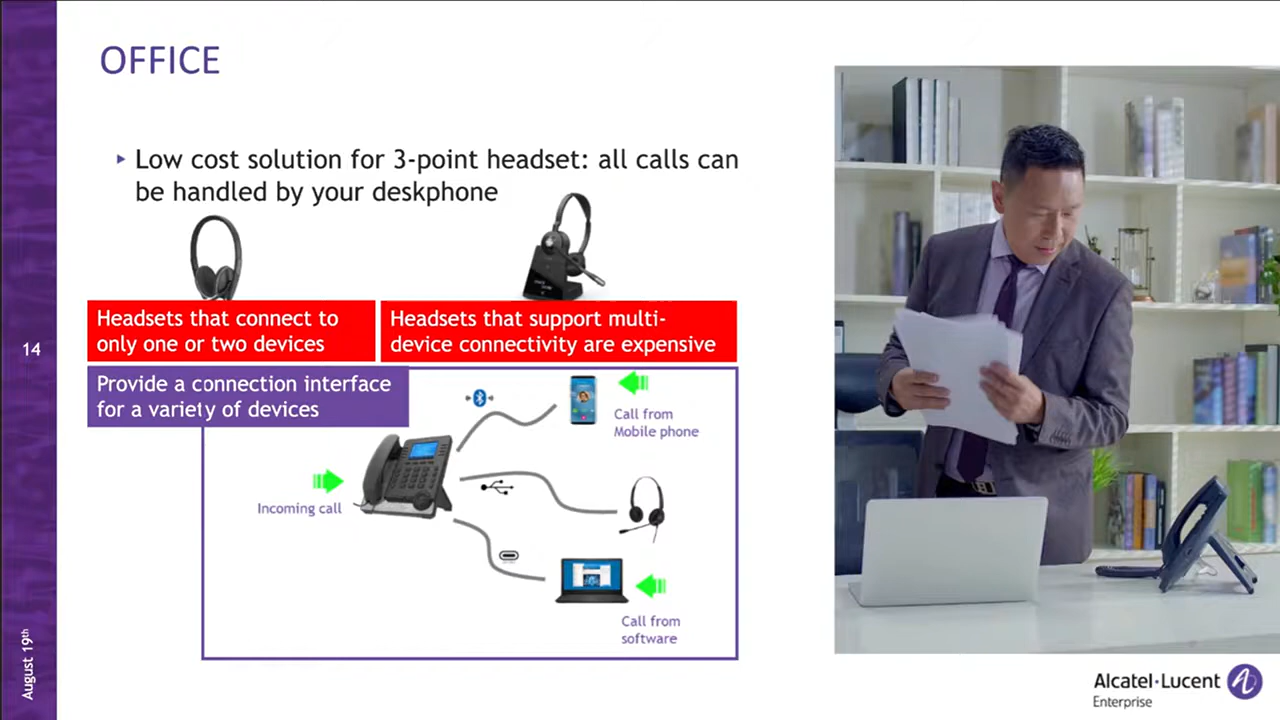 OFFICE
Low cost solution for 3-point headset: all calls can
be handled by your deskphone
Headsets that connect to
only one or two devices
Headsets that support multi-
device connectivity are expensive
Provide a connection interface
for a variety of devices
Call from
Mobile phone
Incoming call
Call from
software
14
August 19th
Alcatel·Lucent
Enterprise